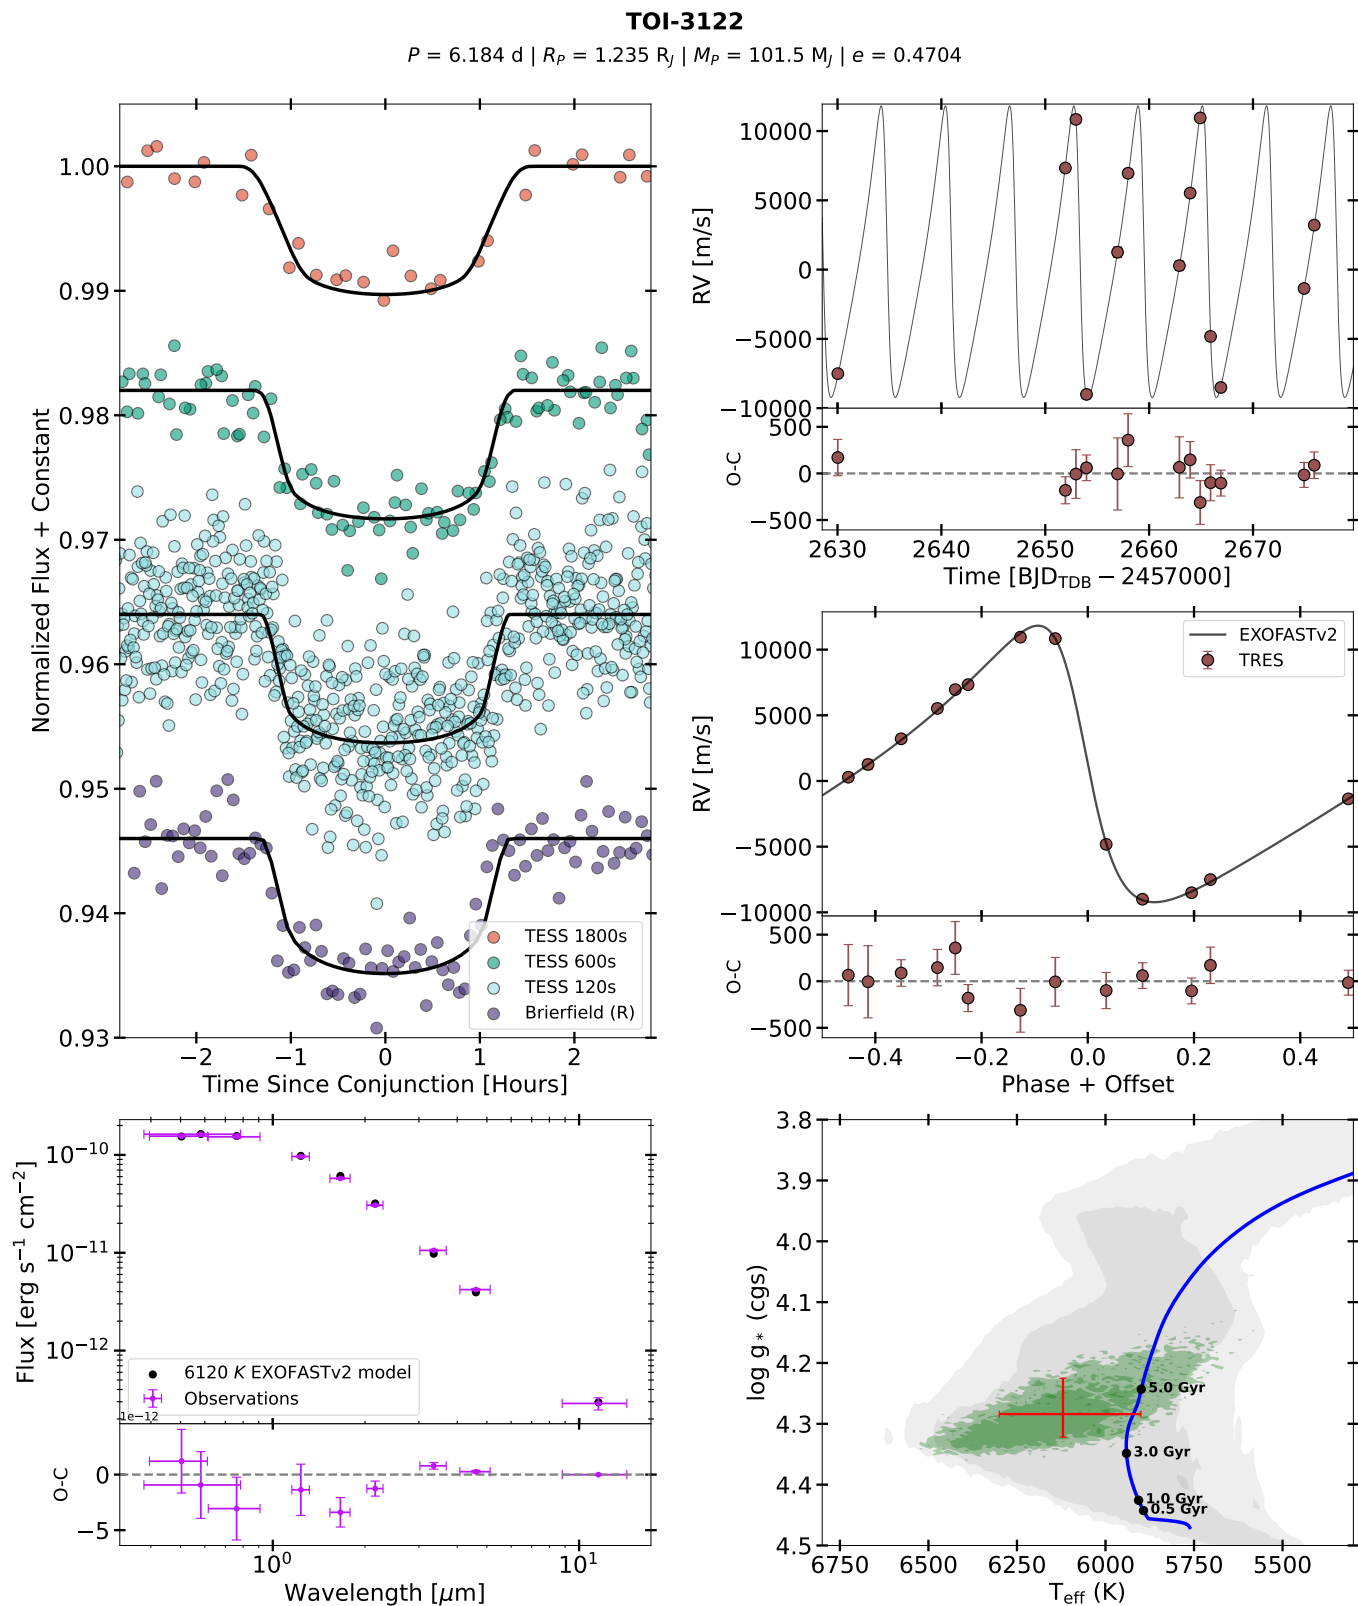 TOI-3122
P = 6.184 d | R_P = 1.235 R_J | M_P = 101.5 M_J | e = 0.4704
1.00
0.99
0.98
0.97
0.96
0.95
0.94
0.93
Normalized Flux + Constant
TESS 1800s
TESS 600s
TESS 120s
Brierfield (R)
−2 −1 0 1 2
Time Since Conjunction [Hours]
10000
5000
0
−5000
−10000
RV [m/s]
500
0
−500
O-C
2630 2640 2650 2660 2670
Time [BJD_TDB − 2457000]
10000
5000
0
−5000
−10000
RV [m/s]
EXOFASTv2
TRES
500
0
−500
O-C
−0.4 −0.2 0.0 0.2 0.4
Phase + Offset
10⁻¹⁰
10⁻¹¹
10⁻¹²
Flux [erg s⁻¹ cm⁻²]
6120 K EXOFASTv2 model
Observations
1e−12
0
−5
O-C
10⁰ 10¹
Wavelength [μm]
3.8
3.9
4.0
4.1
4.2
4.3
4.4
4.5
log g* (cgs)
5.0 Gyr
3.0 Gyr
1.0 Gyr
0.5 Gyr
6750 6500 6250 6000 5750 5500
T_eff (K)